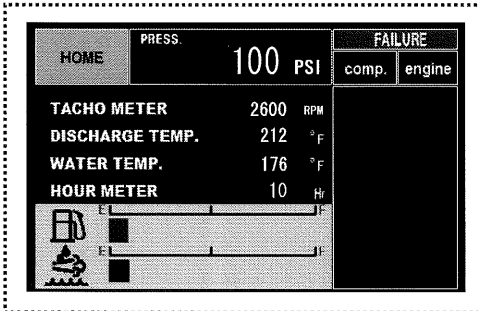 HOME
PRESS.
100 PSI
FAILURE
comp. engine
TACHO METER 2600 RPM
DISCHARGE TEMP. 212 °F
WATER TEMP. 176 °F
HOUR METER 10 Hr
E F
E F